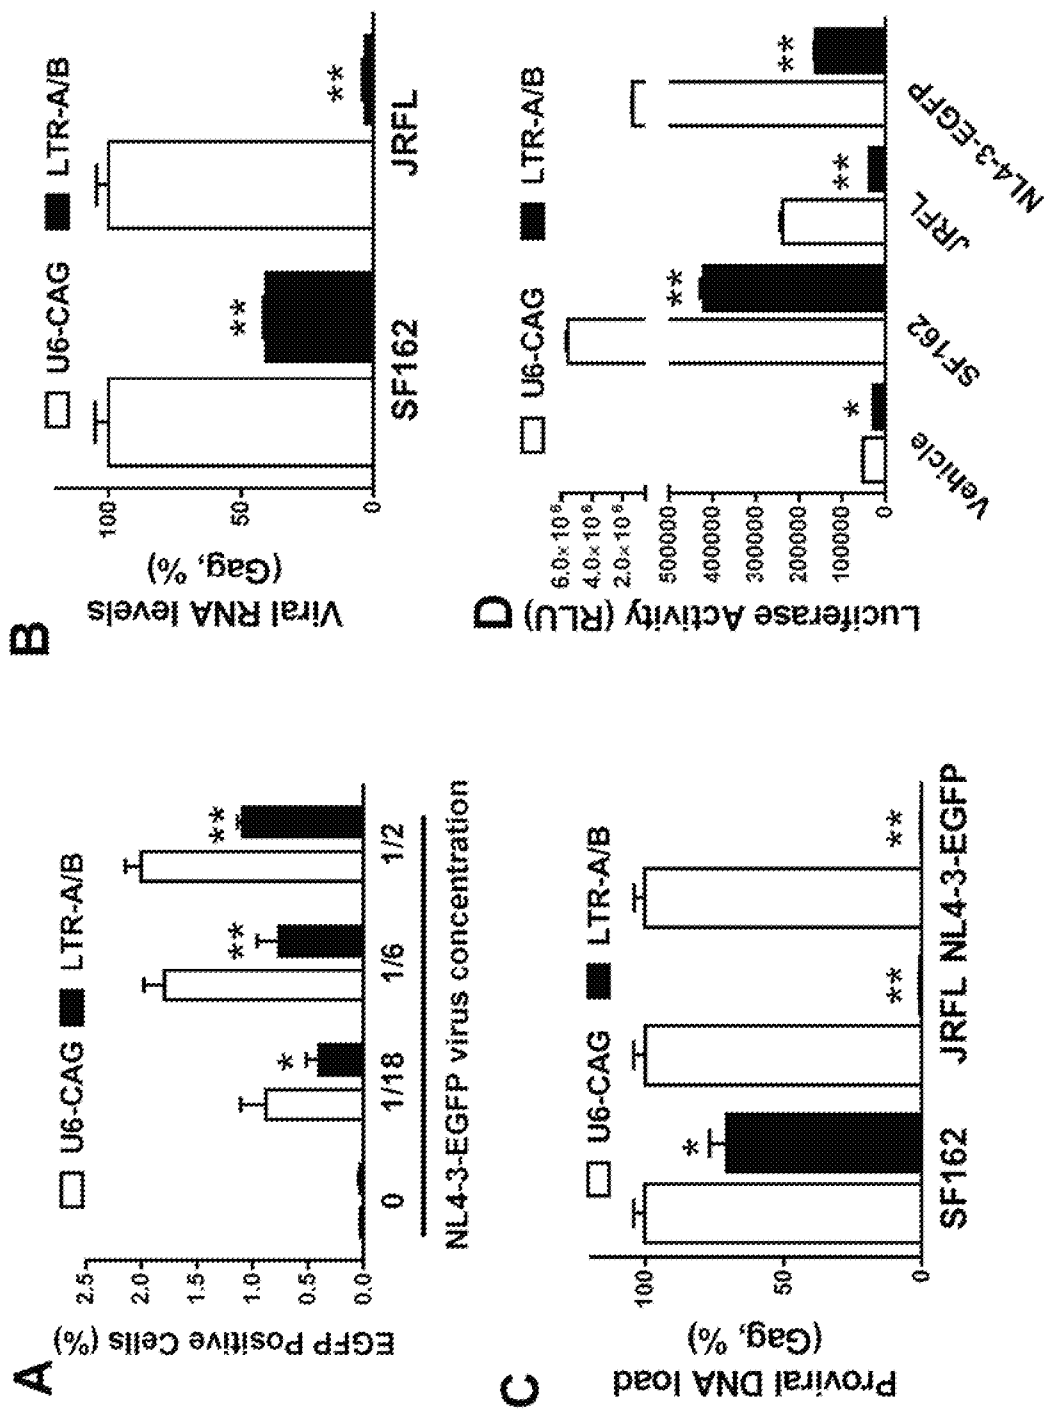 A
U6-CAG LTR-A/B
EGFP Positive Cells (%)
2.5
2.0
1.5
1.0
0.5
0.0
*
**
**
0 1/18 1/6 1/2
NL4-3-EGFP virus concentration
B
U6-CAG LTR-A/B
Viral RNA levels
(Gag, %)
100
50
0
**
**
SF162 JRFL
C
U6-CAG LTR-A/B
Proviral DNA load
(Gag, %)
100
50
0
*
**
**
SF162 JRFL NL4-3-EGFP
D
U6-CAG LTR-A/B
Luciferase Activity (RLU)
6.0×10⁶
4.0×10⁶
2.0×10⁶
500000
400000
300000
200000
100000
0
*
**
**
**
Vehicle SF162 JRFL NL4-3-EGFP